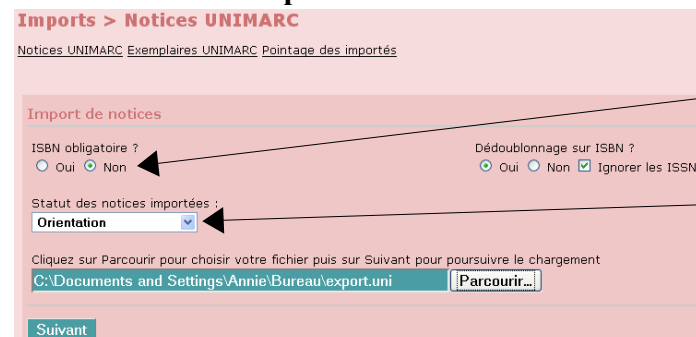 Imports > Notices UNIMARC
Notices UNIMARC Exemplaires UNIMARC Pointage des importés
Import de notices
ISBN obligatoire ?
Oui Non
Dédoublonnage sur ISBN ?
Oui Non Ignorer les ISSN
Statut des notices importées :
Orientation
Cliquez sur Parcourir pour choisir votre fichier puis sur Suivant pour poursuivre le chargement
C:\Documents and Settings\Annie\Bureau\export.uni Parcourir...
Suivant